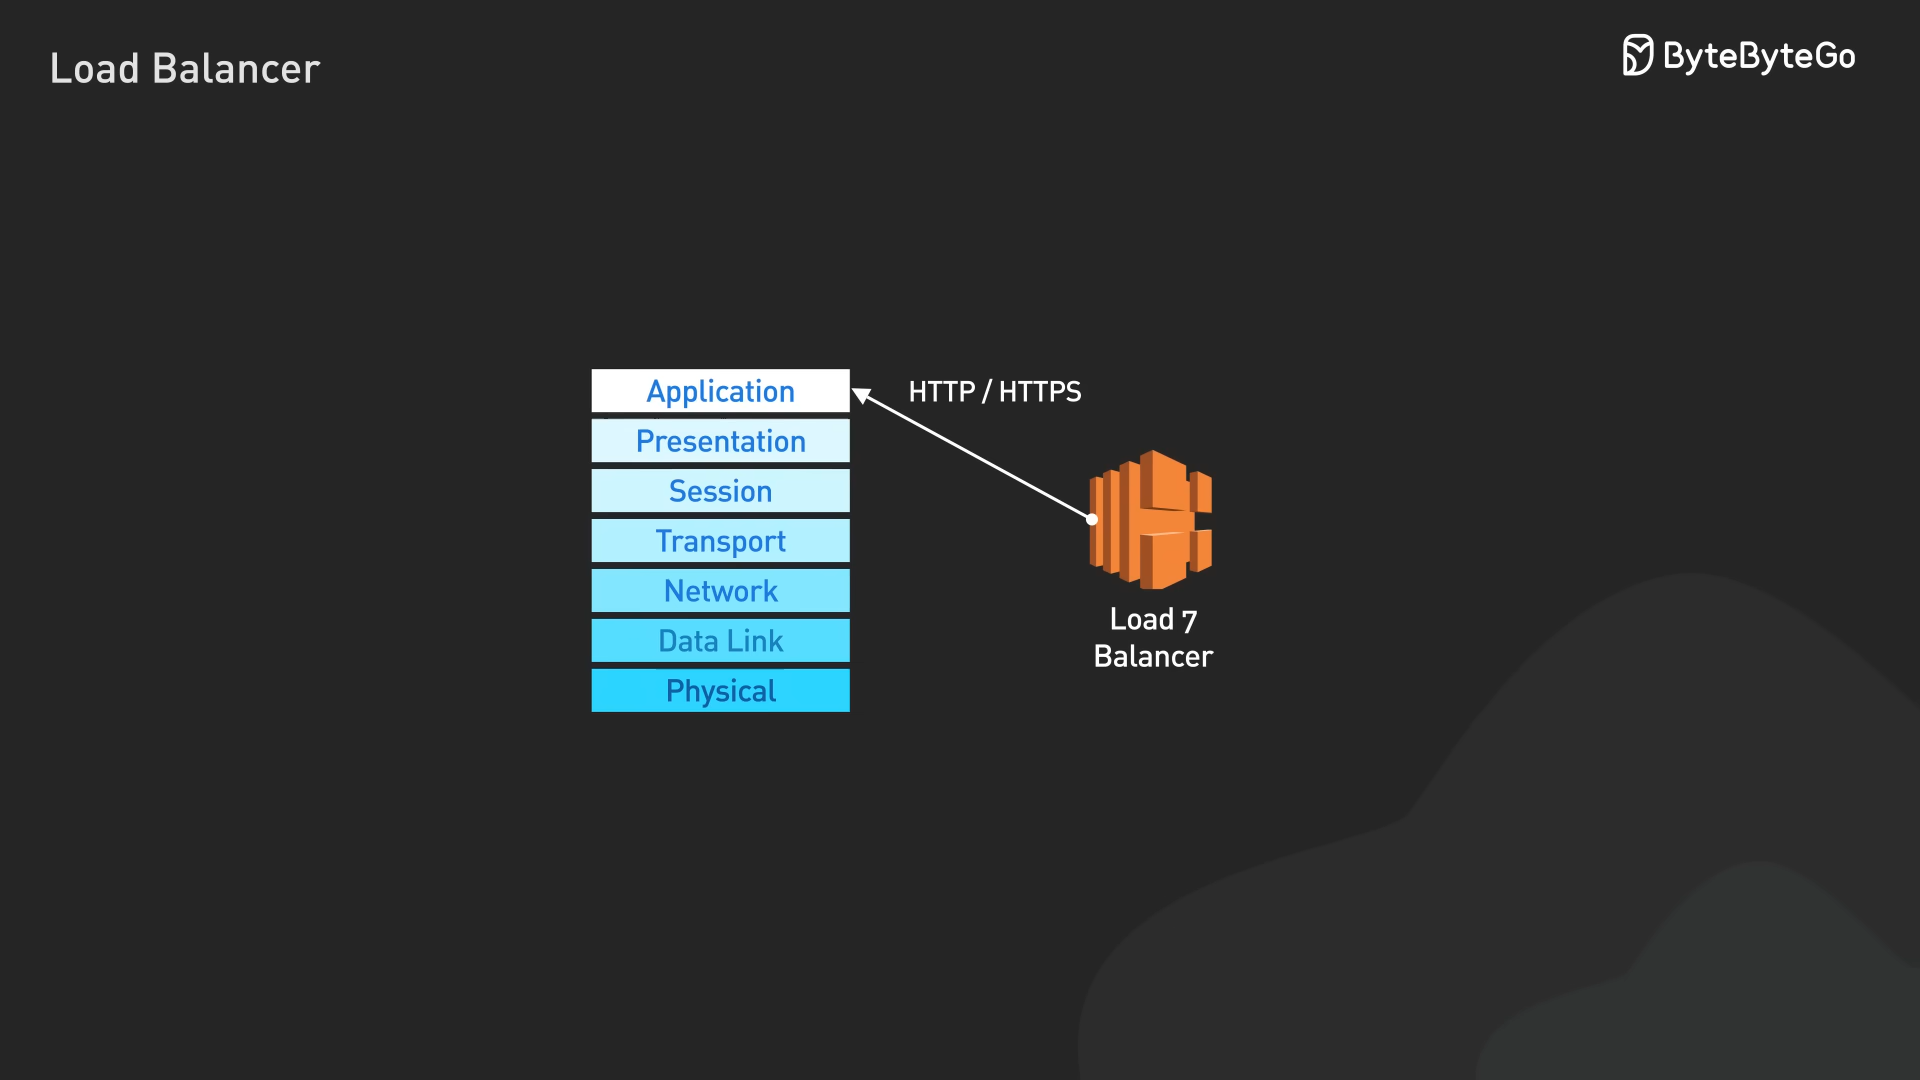 Load Balancer
ByteByteGo
Application
HTTP / HTTPS
Presentation
Session
Transport
Network
Data Link
Physical
Load 7
Balancer